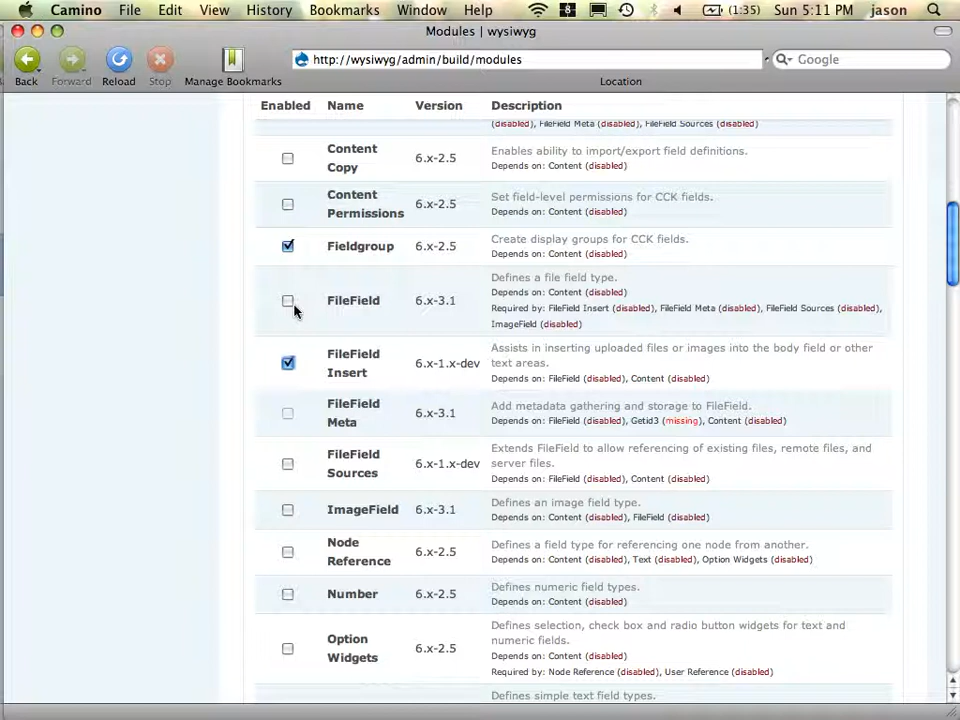 Camino File Edit View History Bookmarks Window Help (1:35) Sun 5:11 PM jason
Modules | wysiwyg
http://wysiwyg/admin/build/modules
Google
Back Forward Reload Stop Manage Bookmarks Location
Enabled Name Version Description
(disabled), FileField Meta (disabled), FileField Sources (disabled)
Content Copy 6.x-2.5 Enables ability to import/export field definitions.
Depends on: Content (disabled)
Content Permissions 6.x-2.5 Set field-level permissions for CCK fields.
Depends on: Content (disabled)
Fieldgroup 6.x-2.5 Create display groups for CCK fields.
Depends on: Content (disabled)
FileField 6.x-3.1 Defines a file field type.
Depends on: Content (disabled)
Required by: FileField Insert (disabled), FileField Meta (disabled), FileField Sources (disabled),
ImageField (disabled)
FileField Insert 6.x-1.x-dev Assists in inserting uploaded files or images into the body field or other
text areas.
Depends on: FileField (disabled), Content (disabled)
FileField Meta 6.x-3.1 Add metadata gathering and storage to FileField.
Depends on: FileField (disabled), Getid3 (missing), Content (disabled)
FileField Sources 6.x-1.x-dev Extends FileField to allow referencing of existing files, remote files, and
server files.
Depends on: FileField (disabled), Content (disabled)
ImageField 6.x-3.1 Defines an image field type.
Depends on: Content (disabled), FileField (disabled)
Node Reference 6.x-2.5 Defines a field type for referencing one node from another.
Depends on: Content (disabled), Text (disabled), Option Widgets (disabled)
Number 6.x-2.5 Defines numeric field types.
Depends on: Content (disabled)
Option Widgets 6.x-2.5 Defines selection, check box and radio button widgets for text and
numeric fields.
Depends on: Content (disabled)
Required by: Node Reference (disabled), User Reference (disabled)
Defines simple text field types.